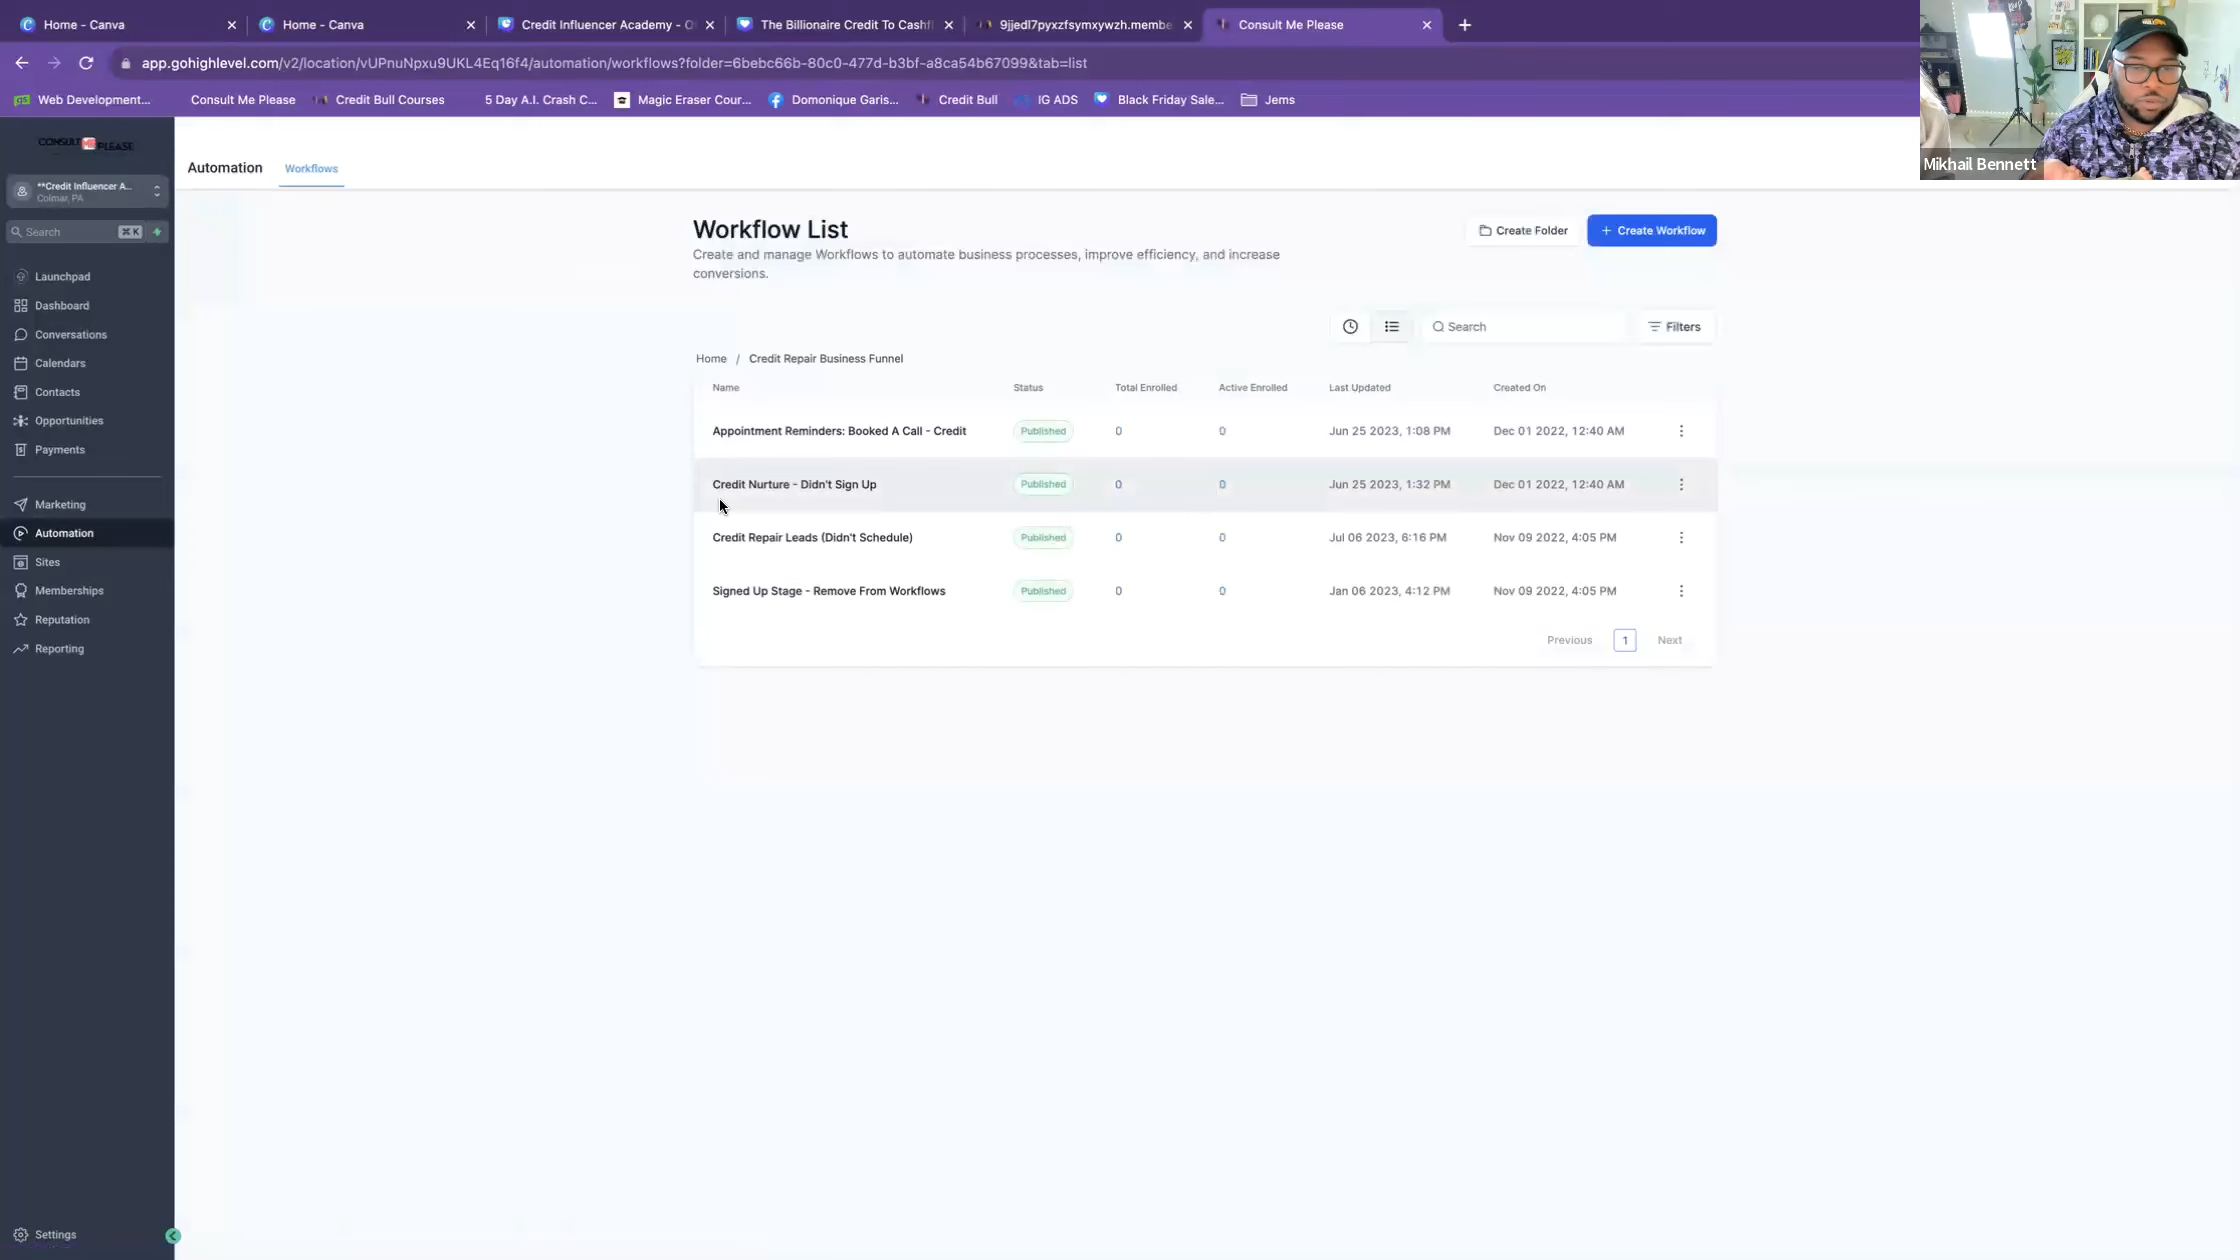 Home - Canva
Home - Canva
Credit Influencer Academy - O
The Billionaire Credit To Cashf
9jjedl7pyxzfsymxywzh.membe
Consult Me Please
app.gohighlevel.com/v2/location/vUPnuNpxu9UKL4Eq16f4/automation/workflows?folder=6bebc66b-80c0-477d-b3bf-a8ca54b67099&tab=list
Web Development...
Consult Me Please
Credit Bull Courses
5 Day A.I. Crash C...
Magic Eraser Cour...
Domonique Garis...
Credit Bull
IG ADS
Black Friday Sale...
Jems
Mikhail Bennett
CONSULT ME PLEASE
**Credit Influencer A...
Colmar, PA
Search
⌘ K
Launchpad
Dashboard
Conversations
Calendars
Contacts
Opportunities
Payments
Marketing
Automation
Sites
Memberships
Reputation
Reporting
Settings
Automation
Workflows
Workflow List
Create and manage Workflows to automate business processes, improve efficiency, and increase
conversions.
Create Folder
+ Create Workflow
Search
Filters
Home / Credit Repair Business Funnel
Name Status Total Enrolled Active Enrolled Last Updated Created On
Appointment Reminders: Booked A Call - Credit Published 0 0 Jun 25 2023, 1:08 PM Dec 01 2022, 12:40 AM
Credit Nurture - Didn't Sign Up Published 0 0 Jun 25 2023, 1:32 PM Dec 01 2022, 12:40 AM
Credit Repair Leads (Didn't Schedule) Published 0 0 Jul 06 2023, 6:16 PM Nov 09 2022, 4:05 PM
Signed Up Stage - Remove From Workflows Published 0 0 Jan 06 2023, 4:12 PM Nov 09 2022, 4:05 PM
Previous 1 Next